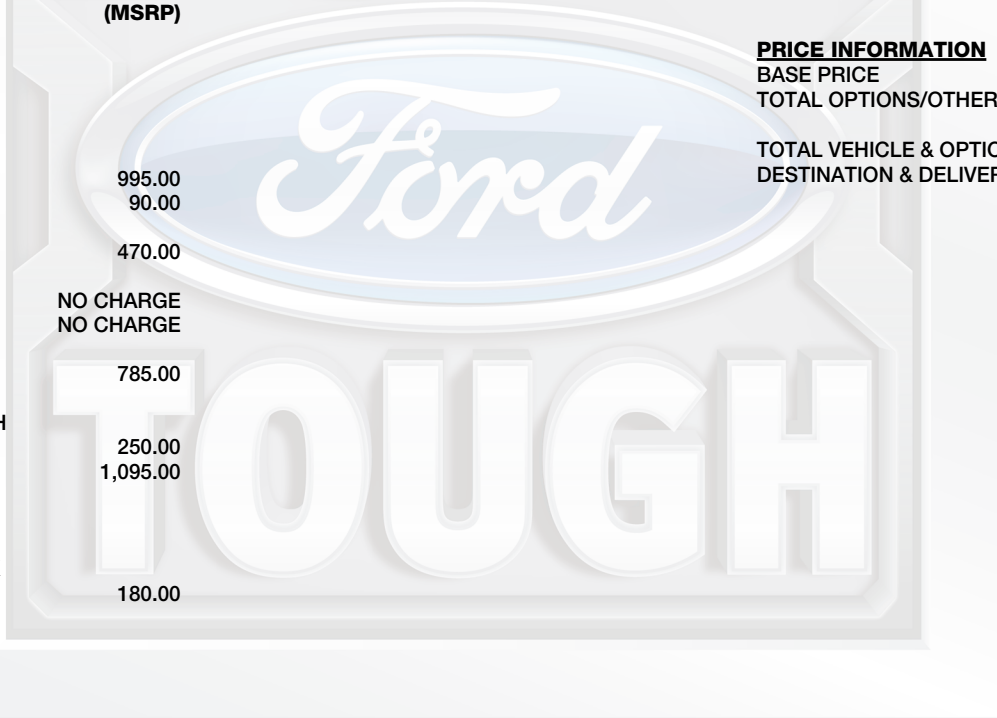 (MSRP)
995.00
90.00
470.00
NO CHARGE
NO CHARGE
785.00
250.00
1,095.00
180.00
PRICE INFORMATION
BASE PRICE
TOTAL OPTIONS/OTHER
TOTAL VEHICLE & OPTIO
DESTINATION & DELIVER
Ford
TOUGH